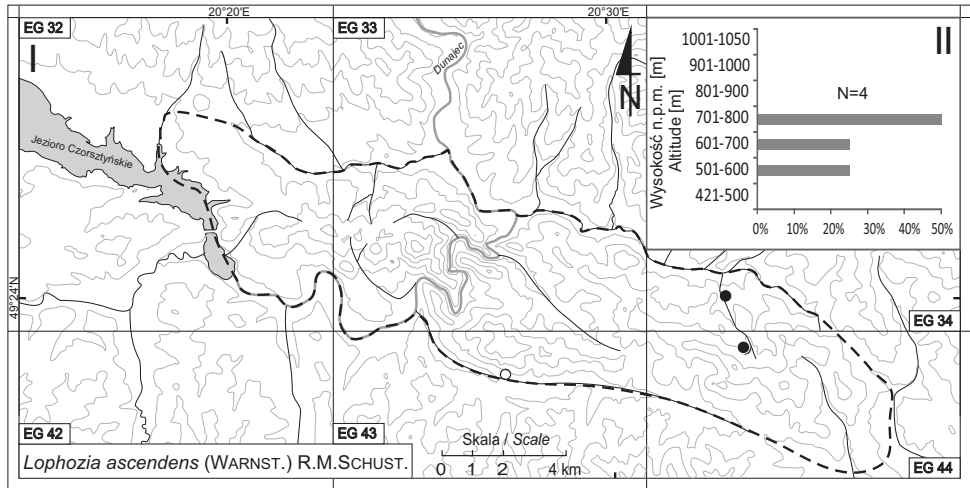 20°20'E
20°30'E
EG 32
EG 33
I
II
Dunajec
N
Jezioro Czorsztyńskie
49°24'N
Wysokość n.p.m. [m]
Altitude [m]
1001-1050
901-1000
801-900
701-800
601-700
501-600
421-500
N=4
0% 10% 20% 30% 40% 50%
EG 34
EG 42
EG 43
EG 44
Skala / Scale
0 1 2 4 km
Lophozia ascendens (WARNST.) R.M.SCHUST.